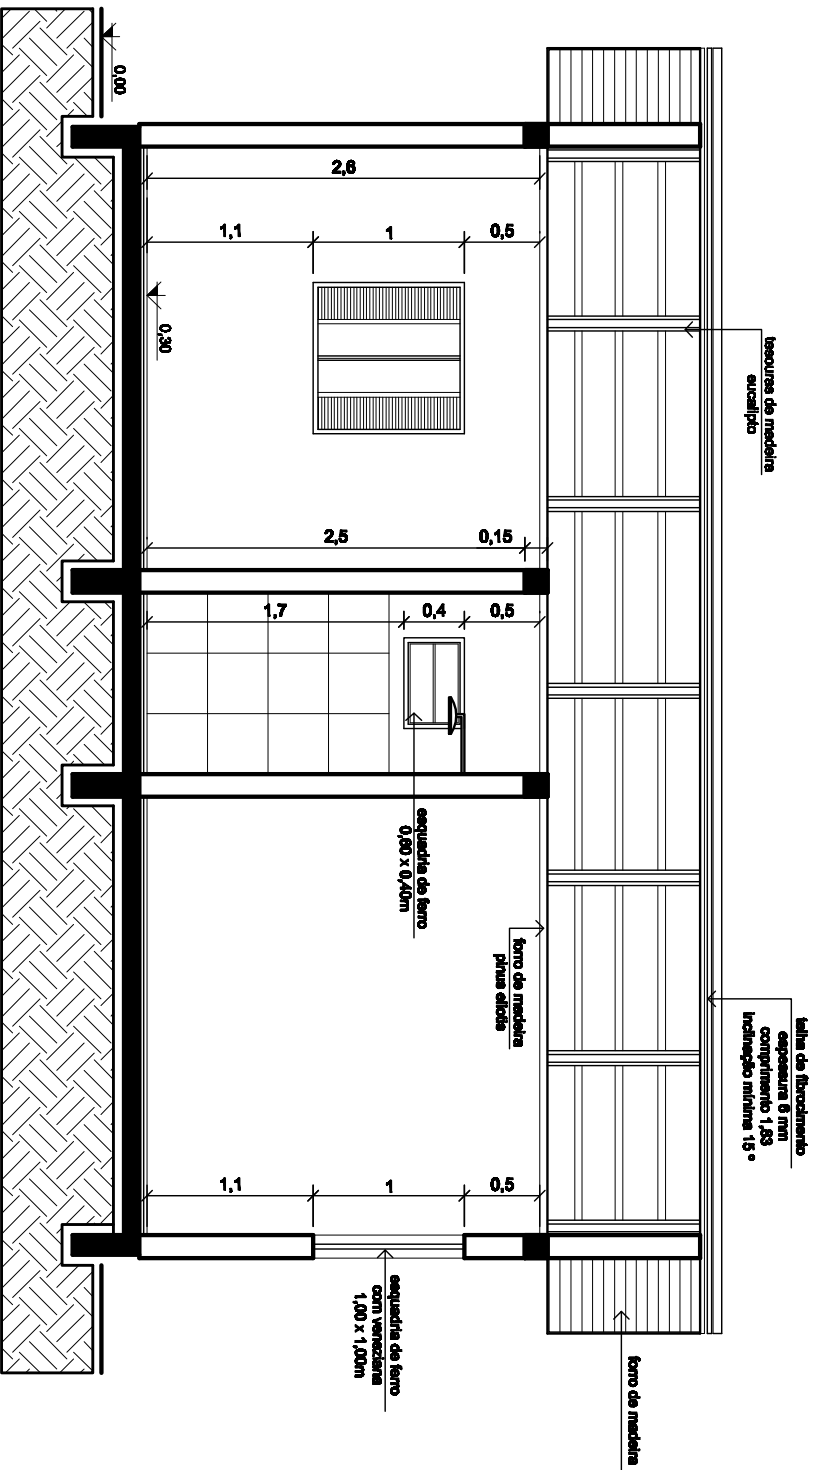 telha de fibrocimento
espessura 6 mm
comprimento 1,83
inclinação mínima 15 º
tesouras de madeira
eucalipto
forro de madeira
forro de madeira
pinus eliotis
esquadria de ferro
0,60 x 0,40m
esquadria de ferro
com veneziana
1,00 x 1,00m
0,00
0,30
2,6
1,1
1
0,5
2,5
0,15
1,7
0,4
0,5
1,1
1
0,5